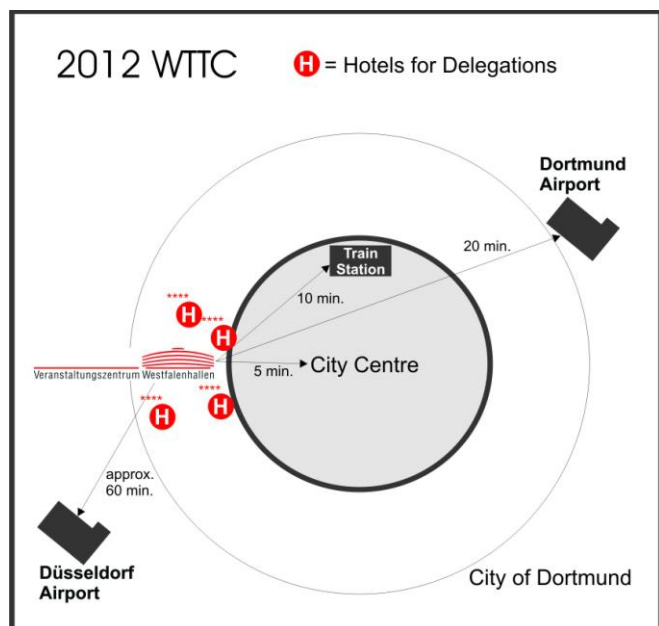 2012 WTTC
H = Hotels for Delegations
Dortmund
Airport
20 min.
Train
Station
10 min.
****
H
****
H
Veranstaltungszentrum Westfalenhallen
5 min.
City Centre
****
H
****
H
approx.
60 min.
Düsseldorf
Airport
City of Dortmund